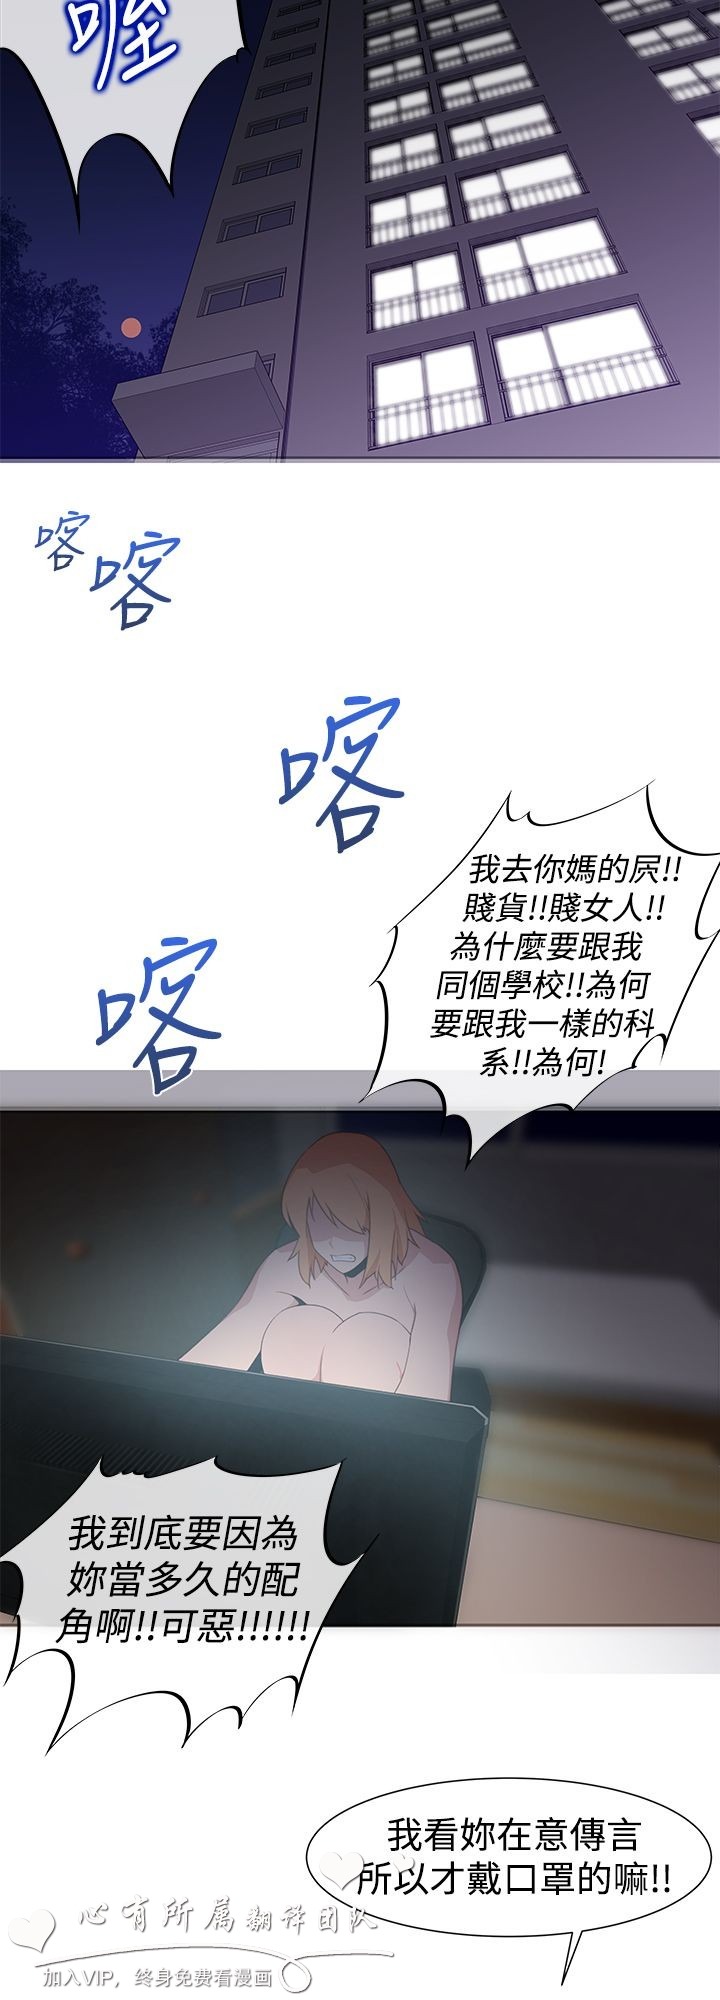 喔
喀
喀
喀
喀
我去你媽的屄!!
賤貨!!賤女人!!
為什麼要跟我
同個學校!!為何
要跟我一樣的科
系!!為何!
我到底要因為
妳當多久的配
角啊!!可惡!!!!!!
我看妳在意傳言
所以才戴口罩的嘛!!
心有所属翻译团队
加入VIP，终身免费看漫画